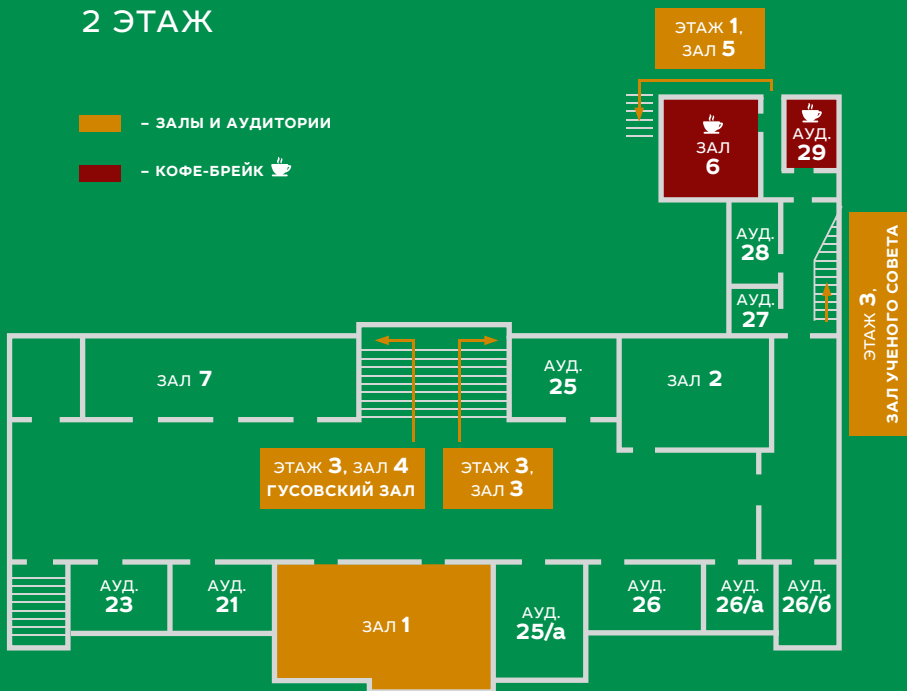 2 ЭТАЖ
ЭТАЖ 1,
ЗАЛ 5
– ЗАЛЫ И АУДИТОРИИ
– КОФЕ-БРЕЙК
ЗАЛ
6
АУД.
29
АУД.
28
АУД.
27
ЭТАЖ 3,
ЗАЛ УЧЕНОГО СОВЕТА
ЗАЛ 7
АУД.
25
ЗАЛ 2
ЭТАЖ 3, ЗАЛ 4
ГУСОВСКИЙ ЗАЛ
ЭТАЖ 3,
ЗАЛ 3
АУД.
23
АУД.
21
ЗАЛ 1
АУД.
25/а
АУД.
26
АУД.
26/а
АУД.
26/б